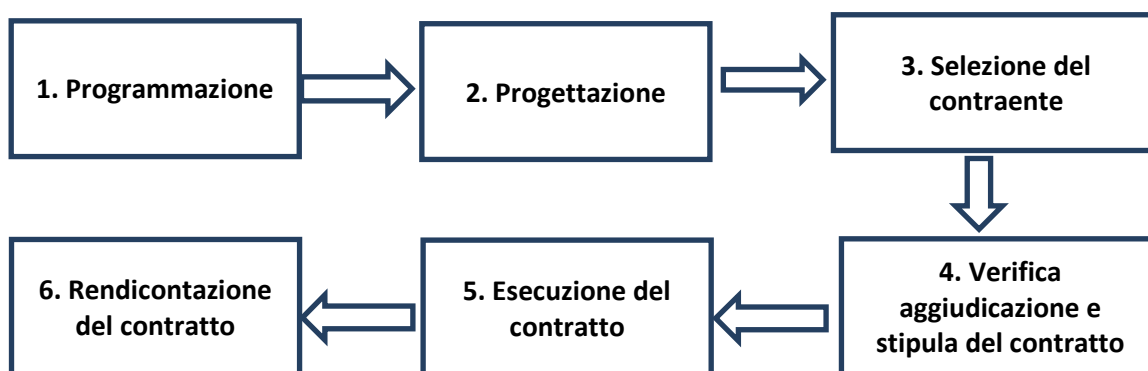 1. Programmazione
2. Progettazione
3. Selezione del
contraente
4. Verifica
aggiudicazione e
stipula del contratto
5. Esecuzione del
contratto
6. Rendicontazione
del contratto